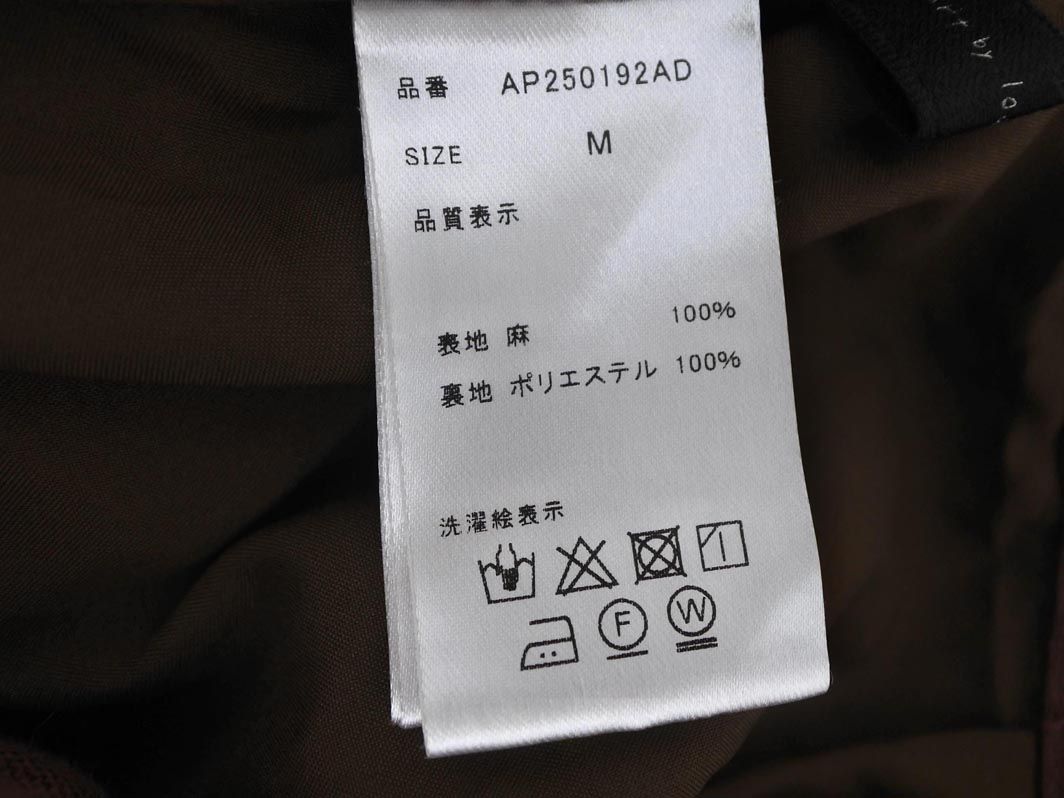 品番 AP250192AD
SIZE M
品質表示
表地 麻 100%
裏地 ポリエステル 100%
洗濯絵表示
F W
by